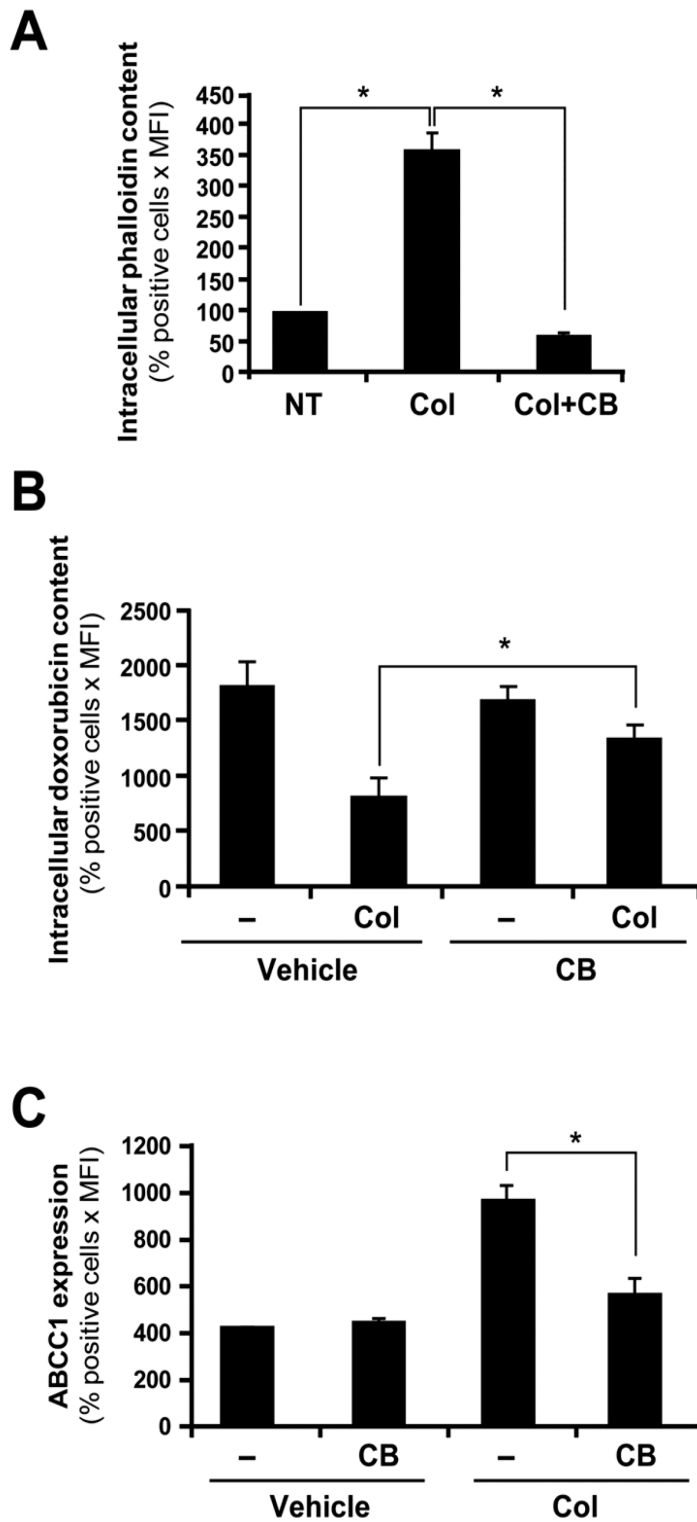 A
Intracellular phalloidin content
(% positive cells x MFI)
450
400
350
300
250
200
150
100
50
0
* *
NT Col Col+CB
B
Intracellular doxorubicin content
(% positive cells x MFI)
2500
2000
1500
1000
500
0
*
– Col – Col
Vehicle CB
C
ABCC1 expression
(% positive cells x MFI)
1200
1000
800
600
400
200
0
*
– CB – CB
Vehicle Col